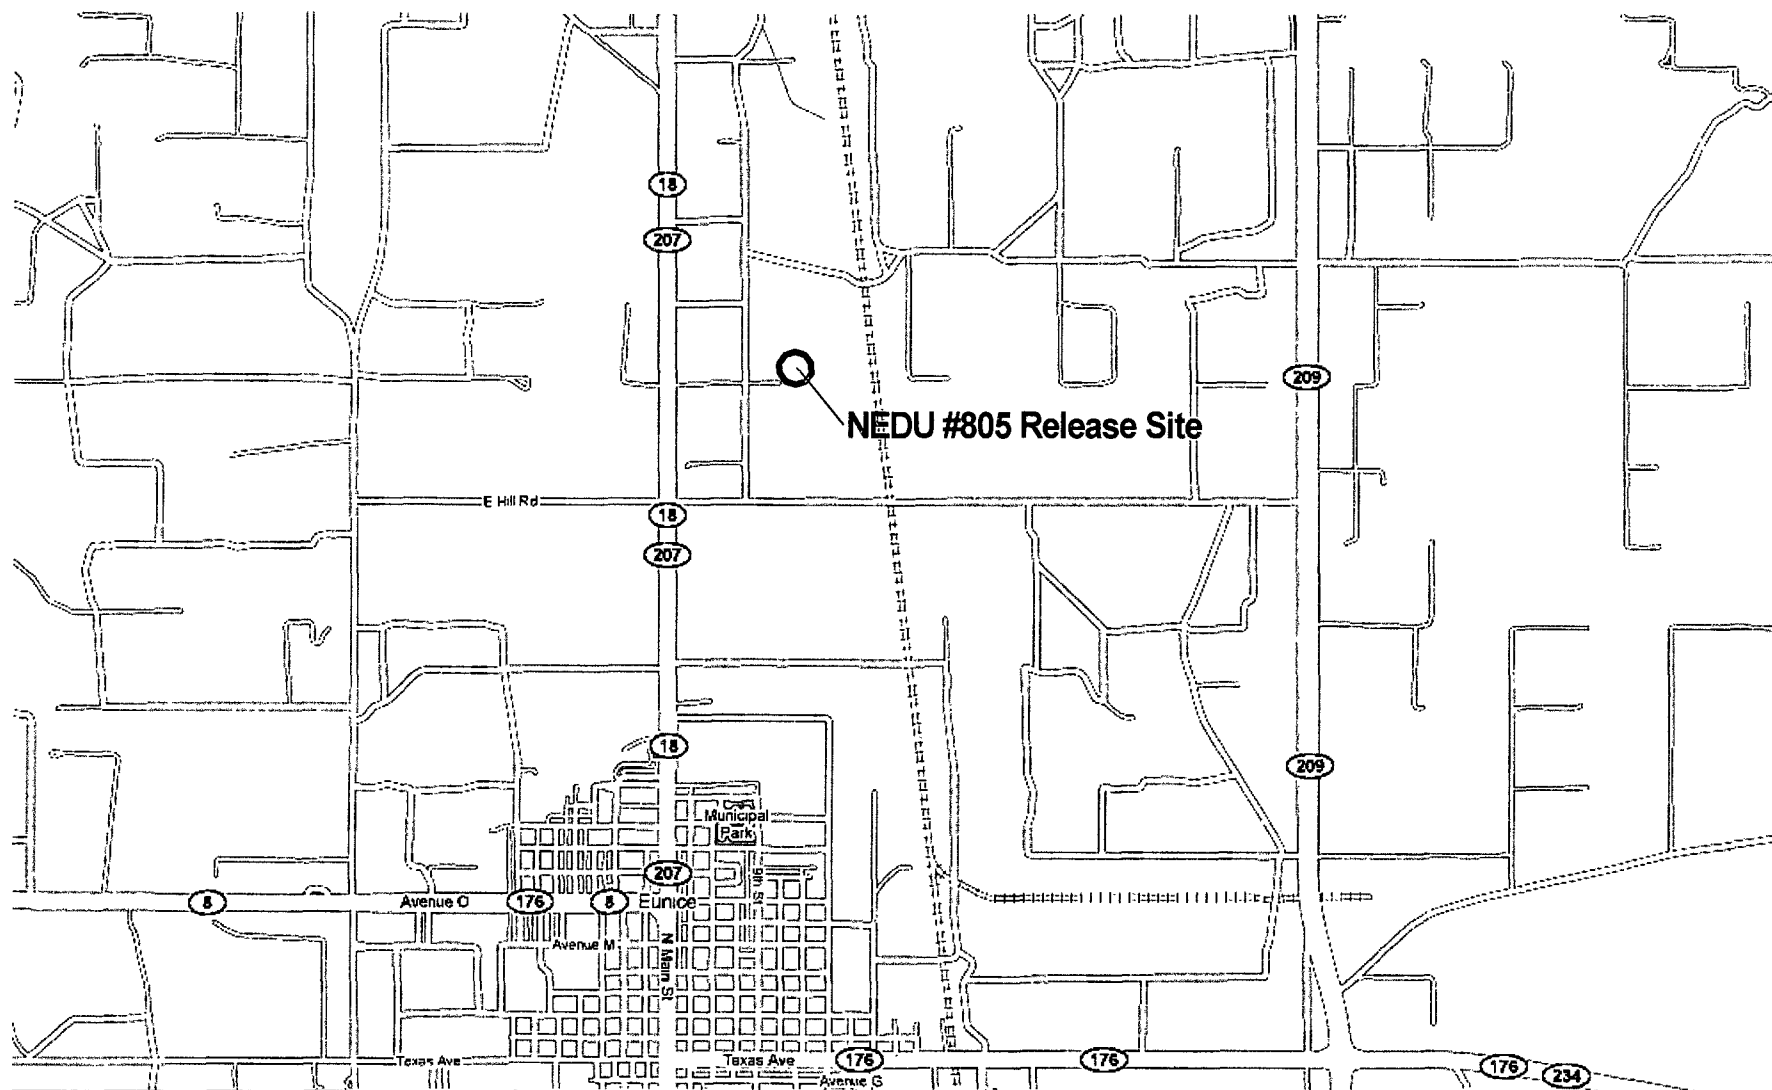 18
207
209
NEDU #805 Release Site
E Hill Rd
18
207
18
209
Municipal
Park
207
9th St
8
Avenue O
176
8
Eunice
Avenue M
N Main St
Texas Ave
Texas Ave
176
176
176
234
Avenue G